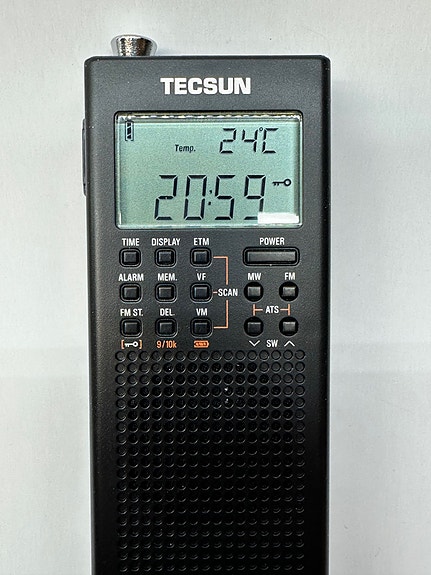 TECSUN
Temp. 24°C
20:59
TIME DISPLAY ETM POWER
ALARM MEM. VF SCAN MW FM
FM ST. DEL. VM ATS
9/10k SW